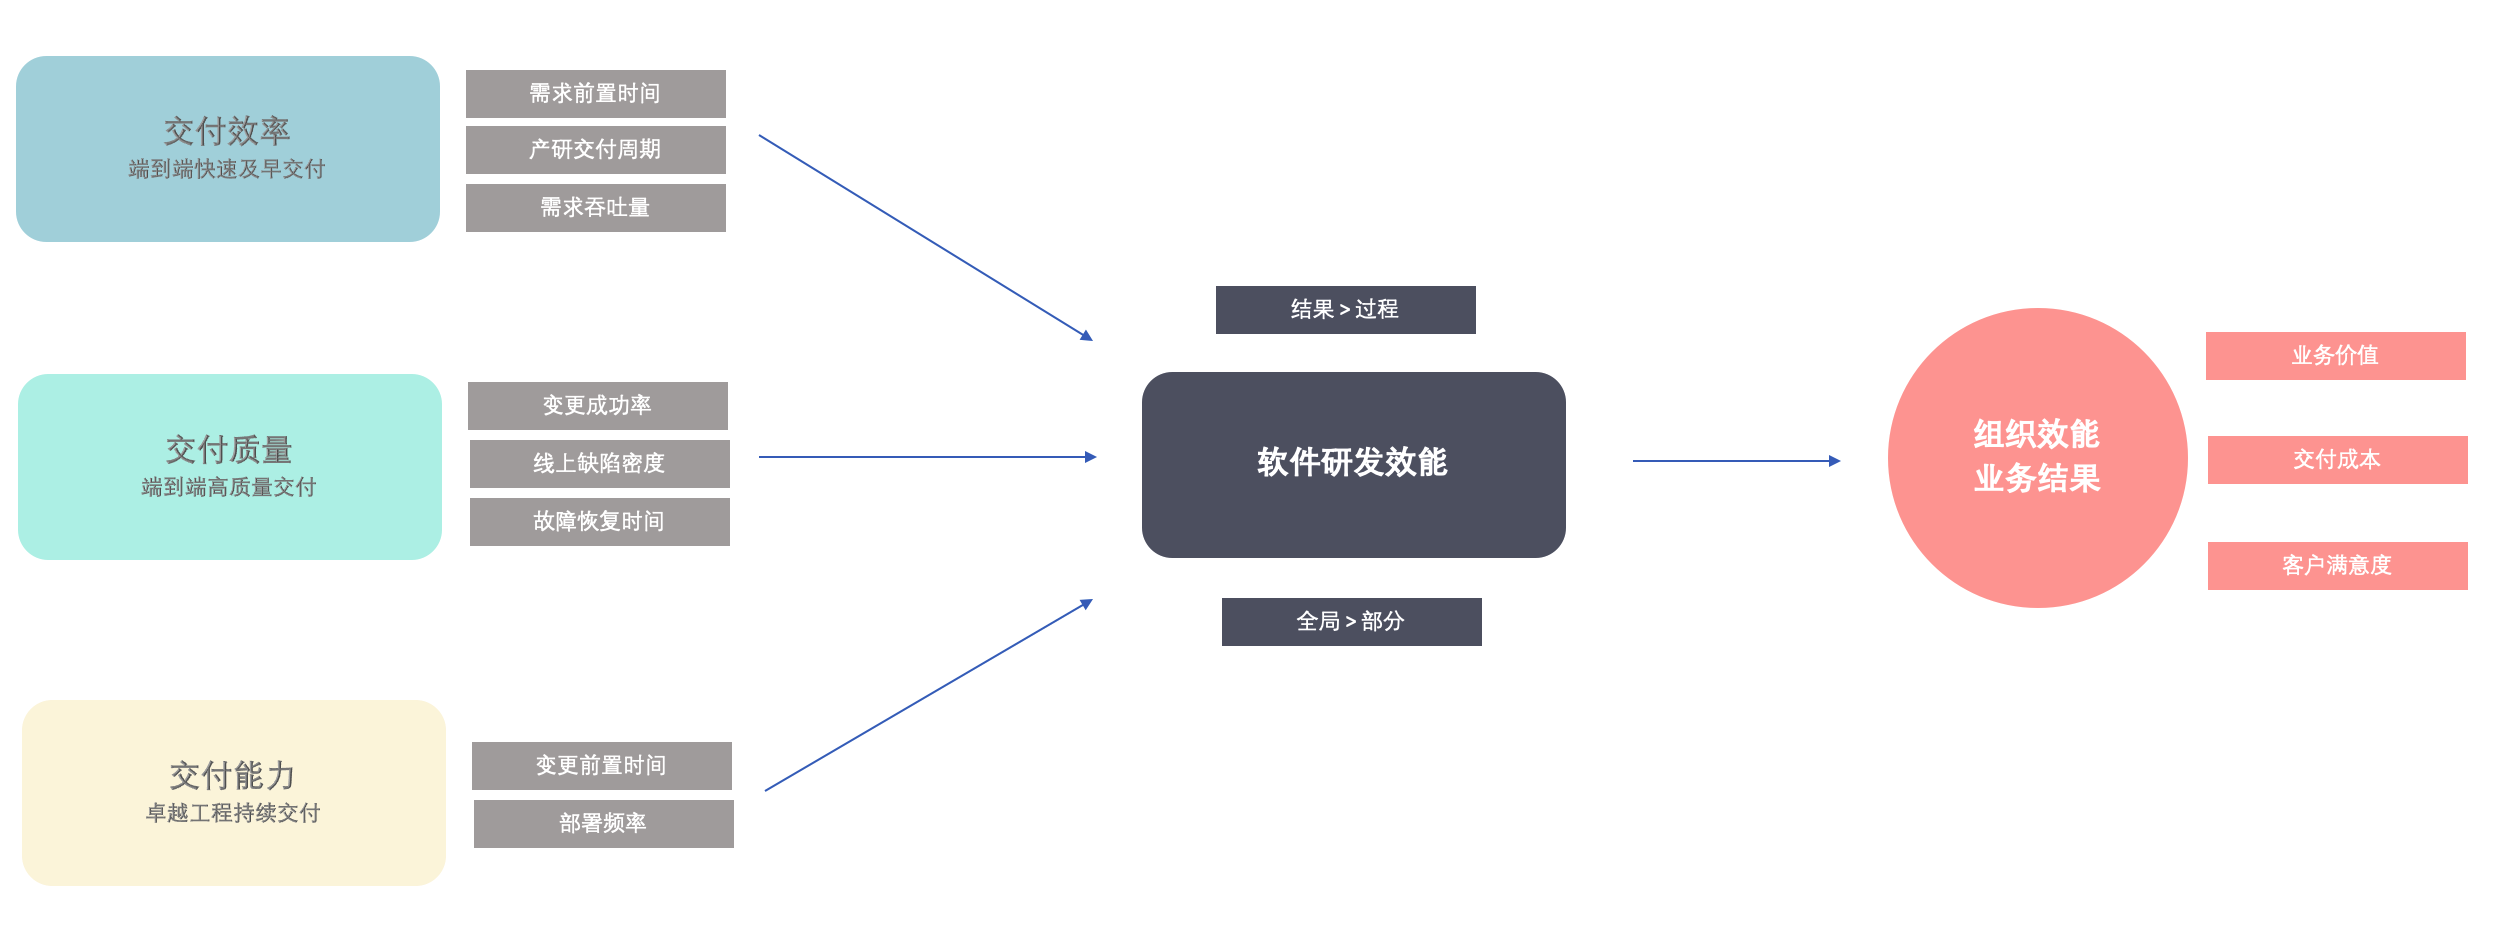 交付效率
端到端快速及早交付
需求前置时间
产研交付周期
需求吞吐量
交付质量
端到端高质量交付
变更成功率
线上缺陷密度
故障恢复时间
交付能力
卓越工程持续交付
变更前置时间
部署频率
结果 > 过程
软件研发效能
全局 > 部分
组织效能
业务结果
业务价值
交付成本
客户满意度